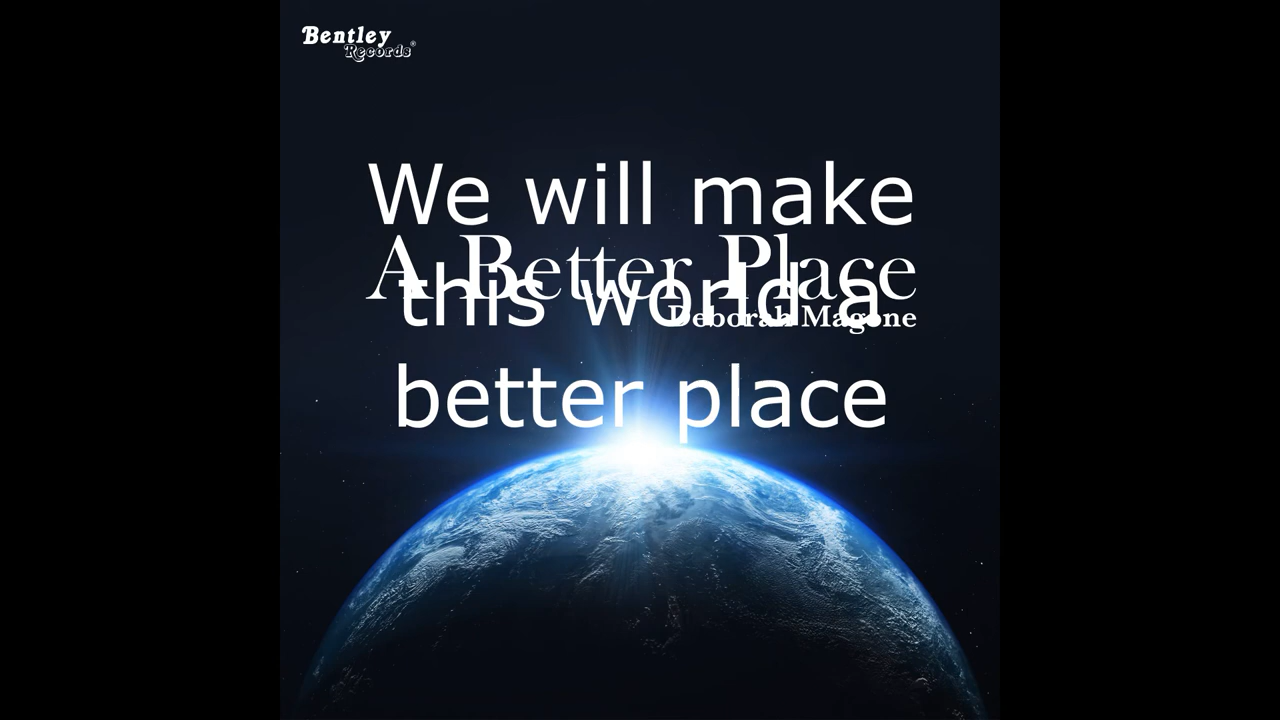 Bentley
Records®
We will make
A Better Place
this world a
Deborah Magone
better place